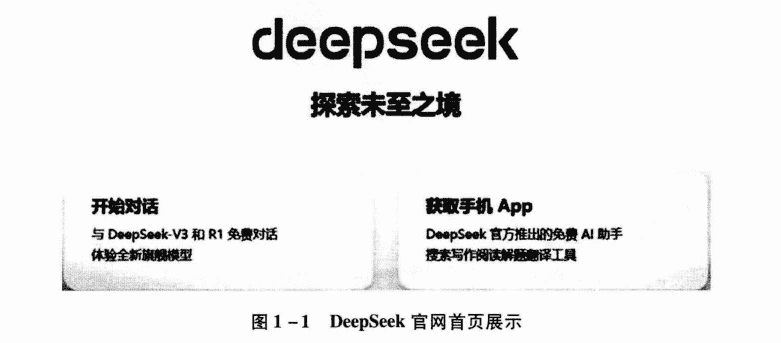 deepseek
探索未至之境
开始对话
与 DeepSeek-V3 和 R1 免费对话
体验全新旗舰模型
获取手机 App
DeepSeek 官方推出的免费 AI 助手
搜索写作阅读解题翻译工具
图 1-1 DeepSeek 官网首页展示